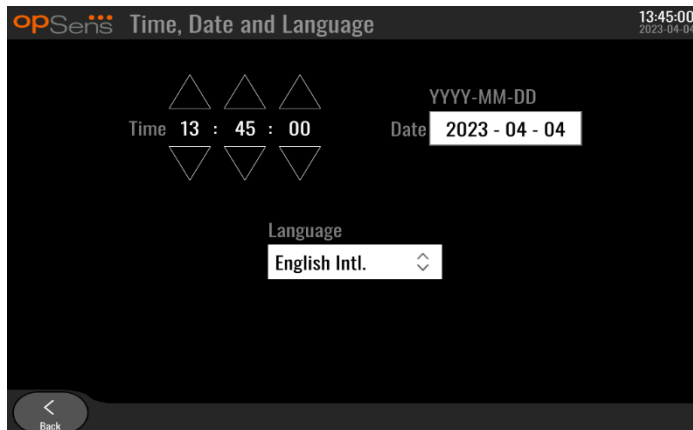 opSens Time, Date and Language 13:45:00
2023-04-04
YYYY-MM-DD
Time 13 : 45 : 00 Date 2023 - 04 - 04
Language
English Intl.
Back